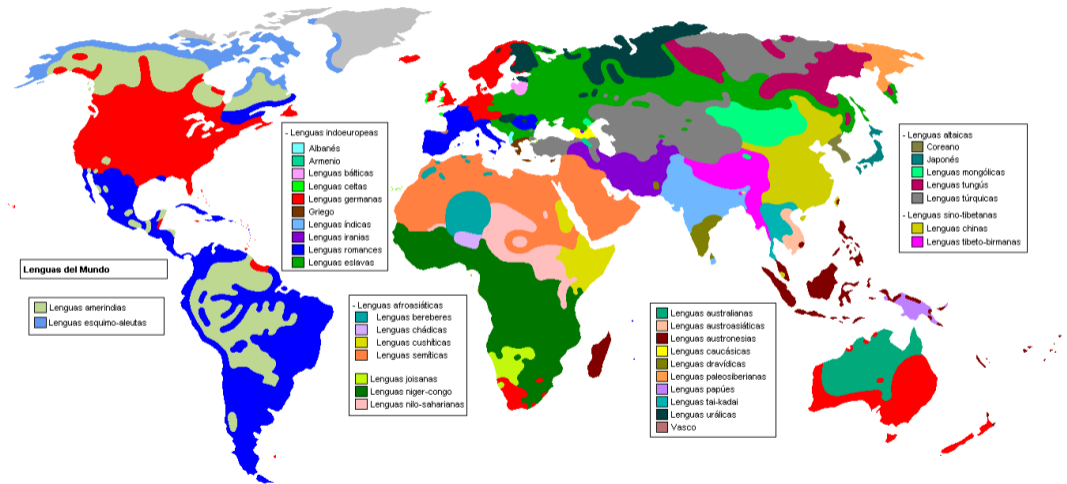 - Lenguas indoeuropeas
Albanés
Armenio
Lenguas bálticas
Lenguas celtas
Lenguas germanas
Griego
Lenguas índicas
Lenguas iranias
Lenguas romances
Lenguas eslavas
- Lenguas altaicas
Coreano
Japonés
Lenguas mongólicas
Lenguas tungús
Lenguas túrquicas
- Lenguas sino-tibetanas
Lenguas chinas
Lenguas tibeto-birmanas
Lenguas del Mundo
Lenguas amerindias
Lenguas esquimo-aleutas
- Lenguas afroasiáticas
Lenguas bereberes
Lenguas chádicas
Lenguas cushíticas
Lenguas semíticas
Lenguas joisanas
Lenguas niger-congo
Lenguas nilo-saharianas
Lenguas australianas
Lenguas austroasiáticas
Lenguas austronesias
Lenguas caucásicas
Lenguas dravídicas
Lenguas paleosiberianas
Lenguas papúes
Lenguas tai-kadai
Lenguas urálicas
Vasco